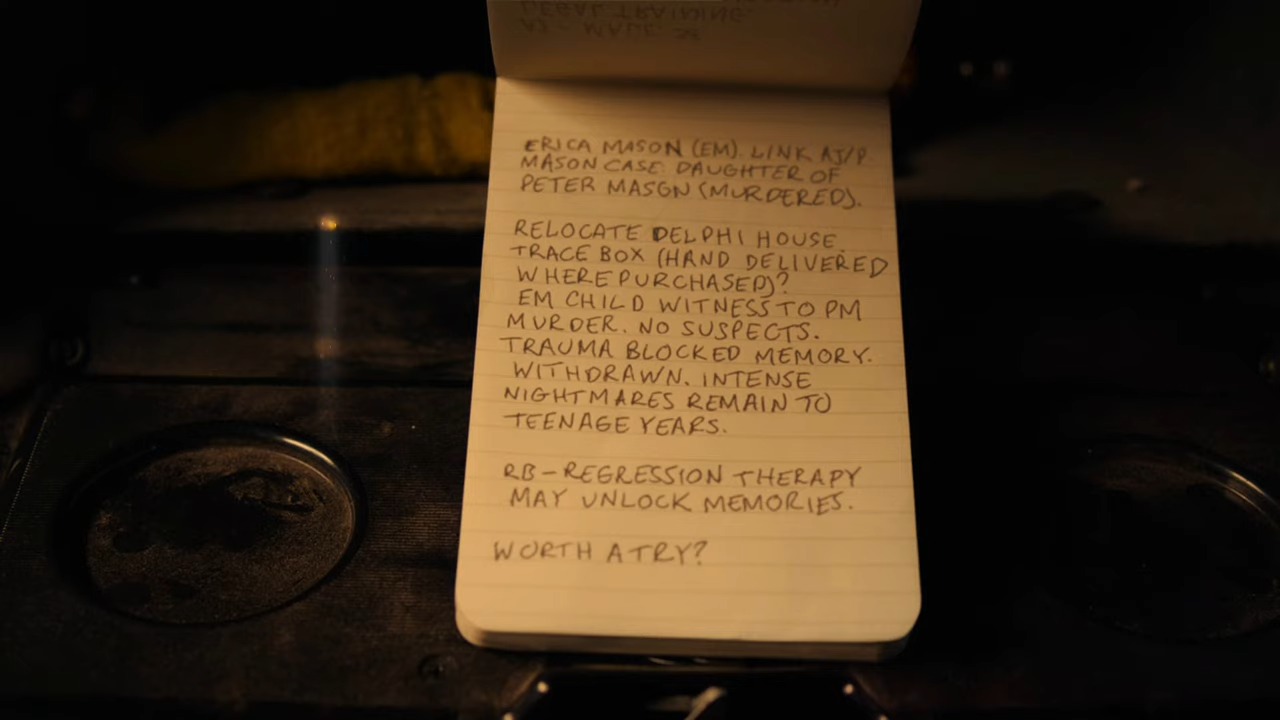 LEGAL TRAINING.
ERICA MASON (EM). LINK AJ/P
MASON CASE. DAUGHTER OF
PETER MASON (MURDERED).
RELOCATE DELPHI HOUSE.
TRACE BOX (HAND DELIVERED
WHERE PURCHASED)?
EM CHILD WITNESS TO PM
MURDER. NO SUSPECTS.
TRAUMA BLOCKED MEMORY.
WITHDRAWN. INTENSE
NIGHTMARES REMAIN TO
TEENAGE YEARS.
RB-REGRESSION THERAPY
MAY UNLOCK MEMORIES.
WORTH A TRY?